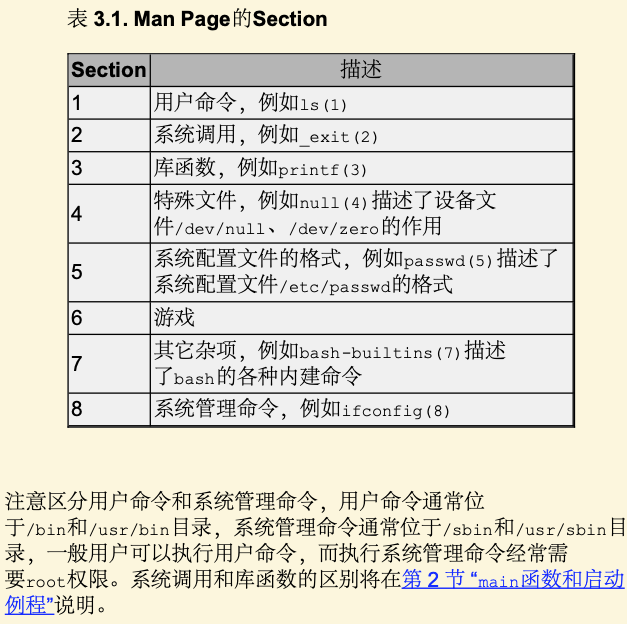 表 3.1. Man Page的Section
Section 描述
1 用户命令，例如ls(1)
2 系统调用，例如_exit(2)
3 库函数，例如printf(3)
4 特殊文件，例如null(4)描述了设备文
件/dev/null、/dev/zero的作用
5 系统配置文件的格式，例如passwd(5)描述了
系统配置文件/etc/passwd的格式
6 游戏
7 其它杂项，例如bash-builtins(7)描述
了bash的各种内建命令
8 系统管理命令，例如ifconfig(8)
注意区分用户命令和系统管理命令，用户命令通常位
于/bin和/usr/bin目录，系统管理命令通常位于/sbin和/usr/sbin目
录，一般用户可以执行用户命令，而执行系统管理命令经常需
要root权限。系统调用和库函数的区别将在第 2 节 “main函数和启动
例程”说明。